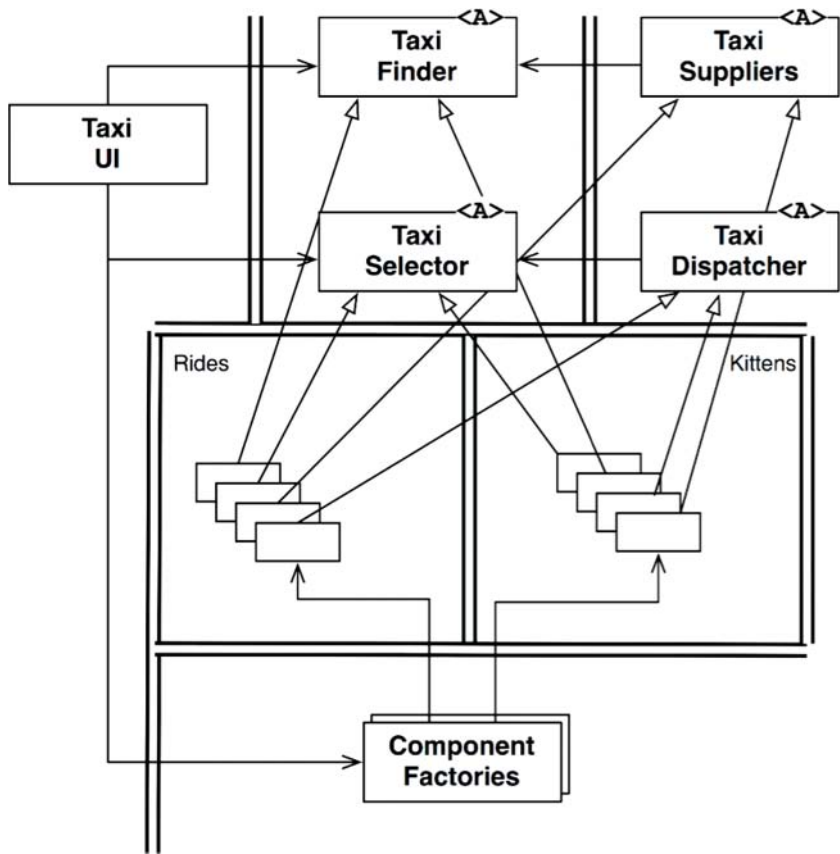 <A>
Taxi
Finder
<A>
Taxi
Suppliers
Taxi
UI
<A>
Taxi
Selector
<A>
Taxi
Dispatcher
Rides
Kittens
Component
Factories